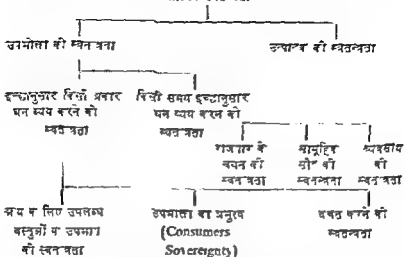 उपभोक्ता की स्वतन्त्रता
उत्पादन की स्वतन्त्रता
इच्छानुसार किसी प्रकार
धन व्यय करने की
स्वतन्त्रता
किसी समय इच्छानुसार
धन व्यय करने की
स्वतन्त्रता
रोजगार के
चयन की
स्वतन्त्रता
सामूहिक
सौदे की
स्वतन्त्रता
व्यवसाय
की
स्वतन्त्रता
क्रय के लिए उपलब्ध
वस्तुओं के उपभोग
की स्वतन्त्रता
उपभोक्ता का प्रभुत्व
(Consumers
Sovereignty)
बचत करने की
स्वतन्त्रता